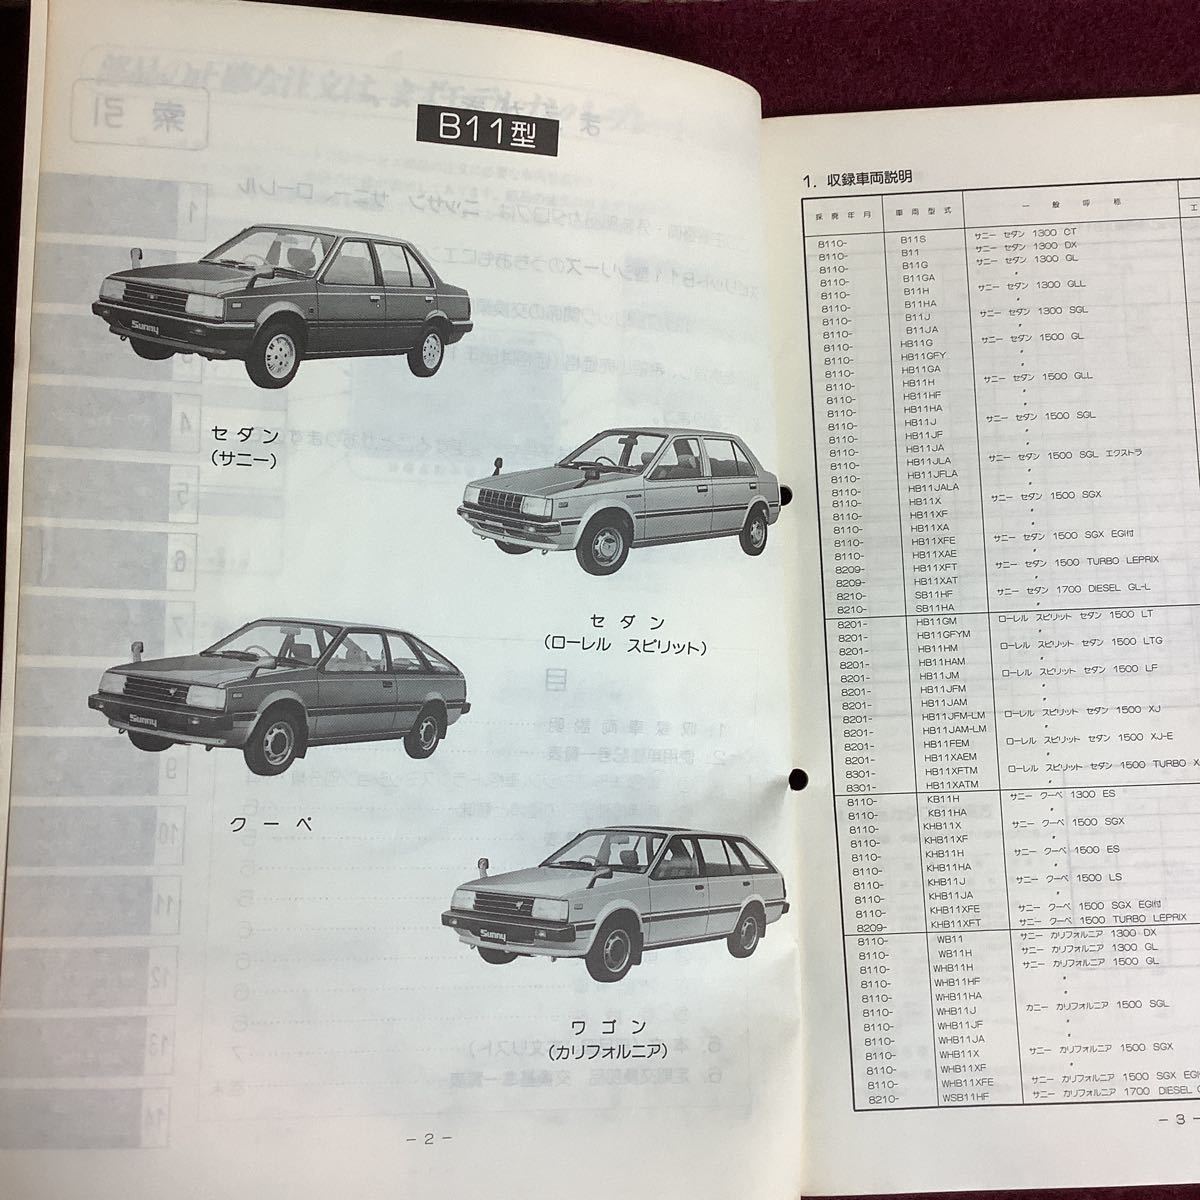 B11型
Sunny
セダン
(サニー)
セダン
(ローレル スピリット)
Sunny
クーペ
Sunny
ワゴン
(カリフォルニア)
－2－
1. 収録車両説明
採廃年月 車両型式 一般呼称
8110- B11S サニー セダン 1300 CT
8110- B11 サニー セダン 1300 DX
8110- B11G サニー セダン 1300 GL
8110- B11GA 〃
8110- B11H サニー セダン 1300 GLL
8110- B11HA 〃
8110- B11J サニー セダン 1300 SGL
8110- B11JA 〃
8110- HB11G サニー セダン 1500 GL
8110- HB11GFY 〃
8110- HB11GA 〃
8110- HB11H サニー セダン 1500 GLL
8110- HB11HF 〃
8110- HB11HA 〃
8110- HB11J サニー セダン 1500 SGL
8110- HB11JF 〃
8110- HB11JA 〃
8110- HB11JLA サニー セダン 1500 SGL エクストラ
8110- HB11JFLA 〃
8110- HB11JALA 〃
8110- HB11X サニー セダン 1500 SGX
8110- HB11XF 〃
8110- HB11XA 〃
8110- HB11XFE サニー セダン 1500 SGX EGI付
8110- HB11XAE 〃
8209- HB11XFT サニー セダン 1500 TURBO LEPRIX
8209- HB11XAT 〃
8210- SB11HF サニー セダン 1700 DIESEL GL-L
8210- SB11HA 〃
8201- HB11GM ローレル スピリット セダン 1500 LT
8201- HB11GFYM 〃
8201- HB11HM ローレル スピリット セダン 1500 LTG
8201- HB11HAM 〃
8201- HB11JM ローレル スピリット セダン 1500 LF
8201- HB11JFM 〃
8201- HB11JAM 〃
8201- HB11JFM-LM ローレル スピリット セダン 1500 XJ
8201- HB11JAM-LM 〃
8201- HB11FEM ローレル スピリット セダン 1500 XJ-E
8201- HB11XAEM 〃
8301- HB11XFTM ローレル スピリット セダン 1500 TURBO
8301- HB11XATM
8110- KB11H サニー クーペ 1300 ES
8110- KB11HA 〃
8110- KHB11X サニー クーペ 1500 SGX
8110- KHB11XF 〃
8110- KHB11H サニー クーペ 1500 ES
8110- KHB11HA 〃
8110- KHB11J サニー クーペ 1500 LS
8110- KHB11JA 〃
8110- KHB11XFE サニー クーペ 1500 SGX EGI付
8209- KHB11XFT サニー クーペ 1500 TURBO LEPRIX
8110- WB11 サニー カリフォルニア 1300 DX
8110- WB11H サニー カリフォルニア 1300 GL
8110- WHB11H サニー カリフォルニア 1500 GL
8110- WHB11HF 〃
8110- WHB11HA 〃
8110- WHB11J カニー カリフォルニア 1500 SGL
8110- WHB11JF 〃
8110- WHB11JA 〃
8110- WHB11X サニー カリフォルニア 1500 SGX
8110- WHB11XF 〃
8110- WHB11XFE サニー カリフォルニア 1500 SGX
8210- WSB11HF サニー カリフォルニア 1700 DIESEL
－3－